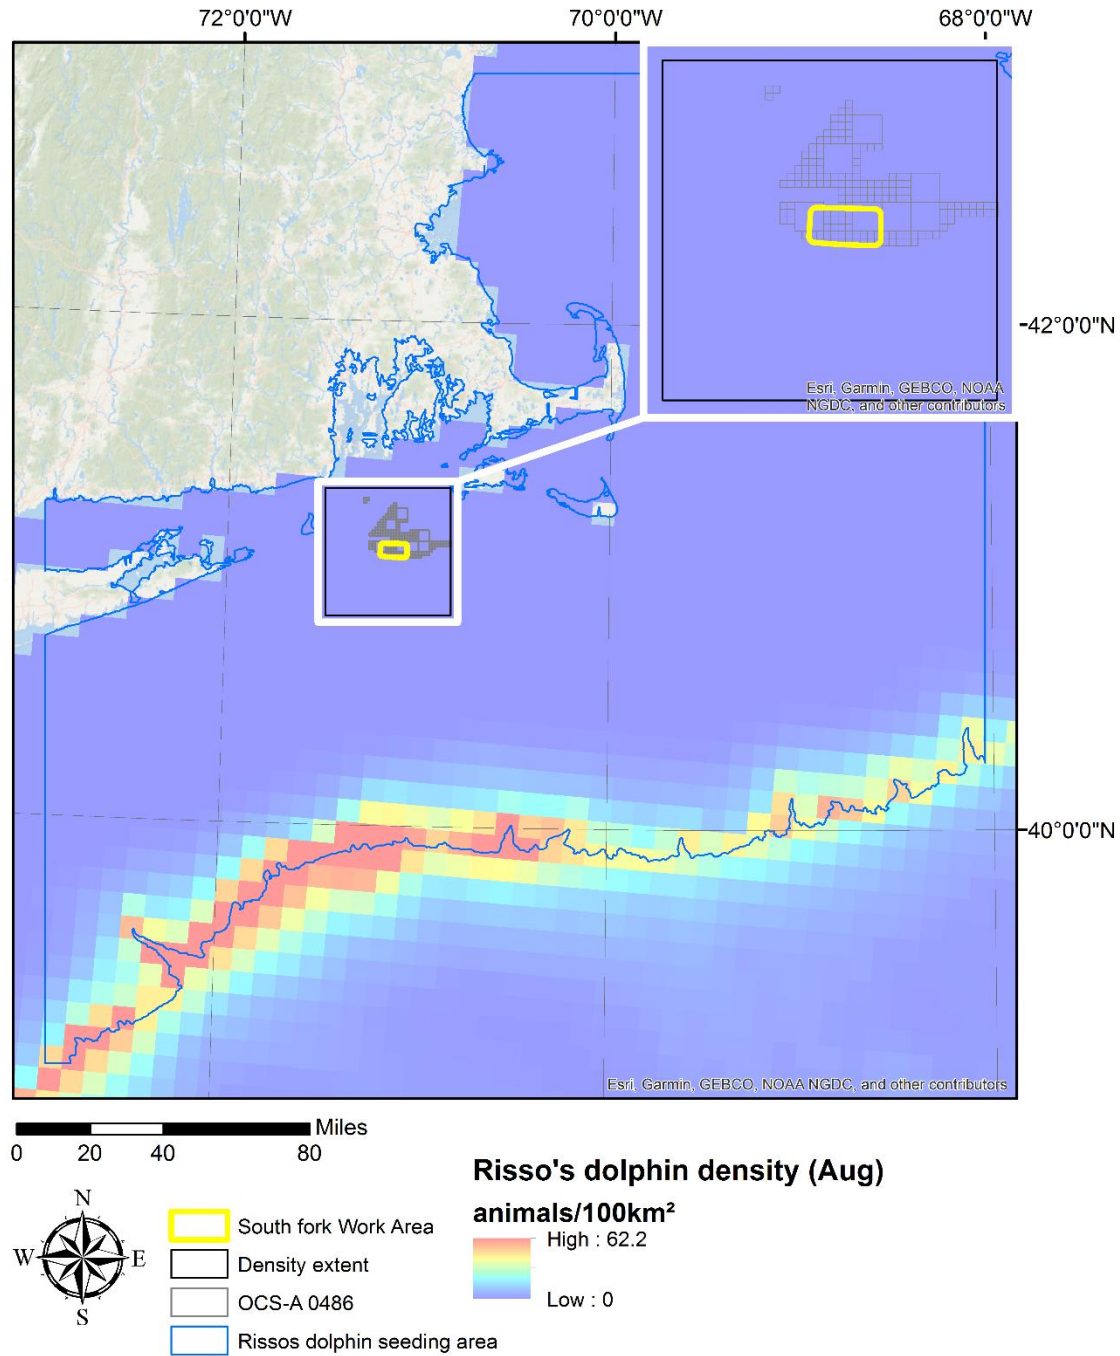 72°0'0"W 70°0'0"W 68°0'0"W
Esri, Garmin, GEBCO, NOAA
NGDC, and other contributors
42°0'0"N
40°0'0"N
Esri, Garmin, GEBCO, NOAA NGDC, and other contributors
Miles
0 20 40 80
N
W E
S
South fork Work Area
Density extent
OCS-A 0486
Rissos dolphin seeding area
Risso's dolphin density (Aug)
animals/100km²
High : 62.2
Low : 0